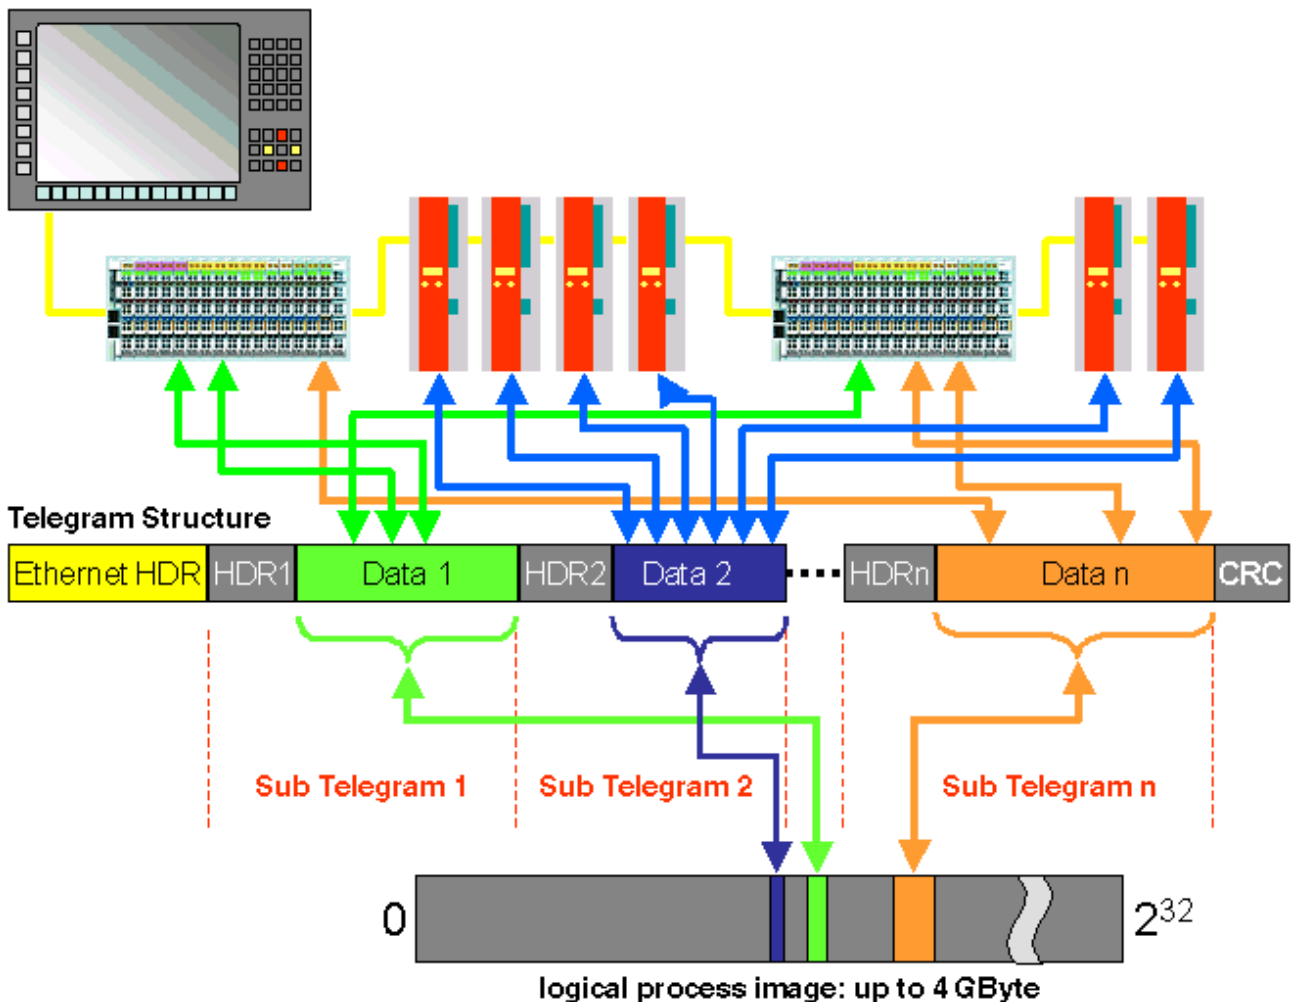 Telegram Structure
Ethernet HDR HDR1 Data 1 HDR2 Data 2 HDRn Data n CRC
Sub Telegram 1 Sub Telegram 2 Sub Telegram n
0 2³²
logical process image: up to 4 GByte